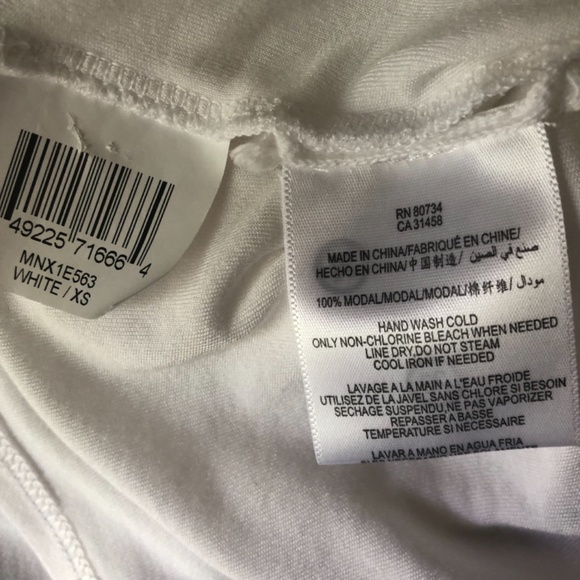 49225 71666 4
MNX1E563
WHITE / XS
RN 80734
CA 31458
MADE IN CHINA/FABRIQUÉ EN CHINE/
HECHO EN CHINA/中国制造/ صنع في الصين
100% MODAL/MODAL/MODAL/棉纤维/ مودال
HAND WASH COLD
ONLY NON-CHLORINE BLEACH WHEN NEEDED
LINE DRY,DO NOT STEAM
COOL IRON IF NEEDED
LAVAGE A LA MAIN A L'EAU FROIDE
UTILISEZ DE LA JAVEL SANS CHLORE SI BESOIN
SECHAGE SUSPENDU,NE PAS VAPORIZER
REPASSER A BASSE
TEMPERATURE SI NECESSAIRE
LAVAR A MANO EN AGUA FRIA